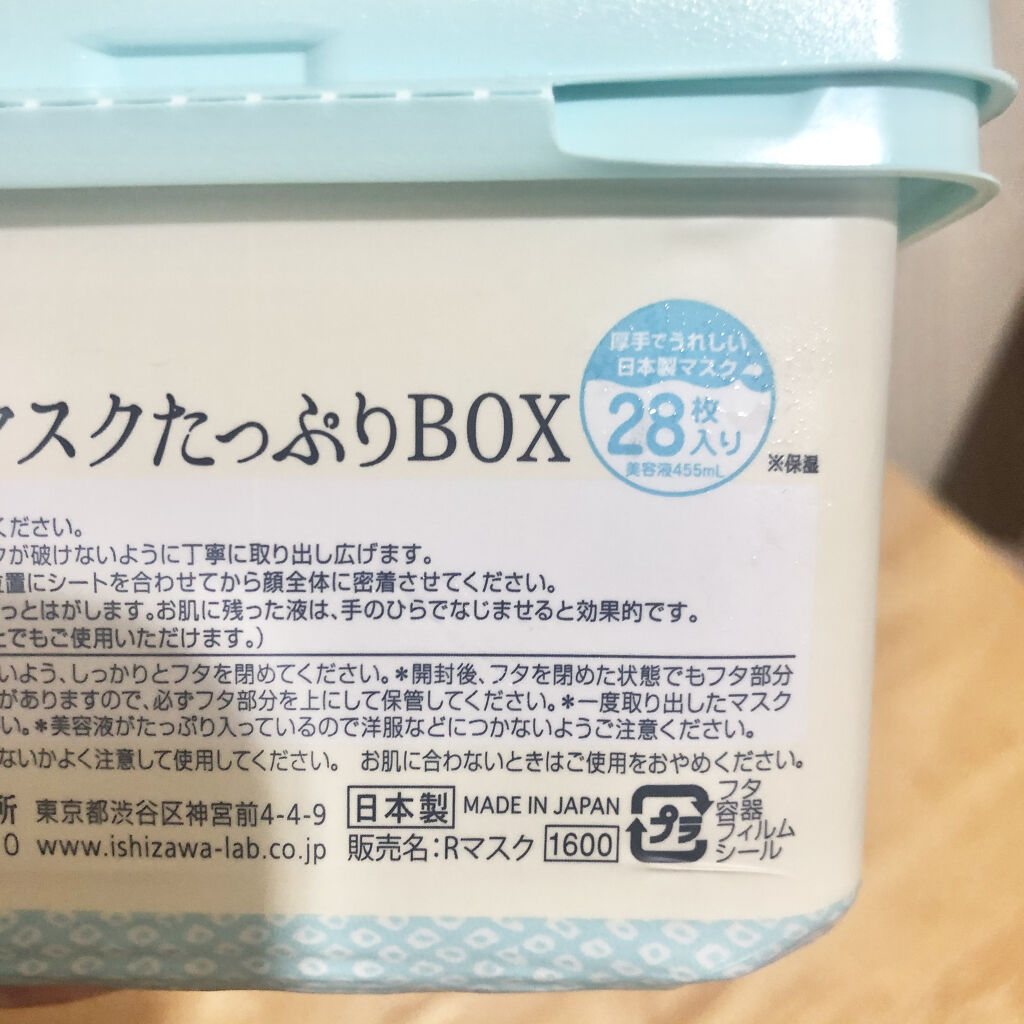 厚手でうれしい
日本製マスク
28枚入り
美容液455mL
マスクたっぷりBOX
※保湿
ください。
クが破けないように丁寧に取り出し広げます。
位置にシートを合わせてから顔全体に密着させてください。
っとはがします。お肌に残った液は、手のひらでなじませると効果的です。
とでもご使用いただけます。)
いよう、しっかりとフタを閉めてください。＊開封後、フタを閉めた状態でもフタ部分
がありますので、必ずフタ部分を上にして保管してください。＊一度取り出したマスク
い。＊美容液がたっぷり入っているので洋服などにつかないようご注意ください。
ないかよく注意して使用してください。 お肌に合わないときはご使用をおやめください。
所 東京都渋谷区神宮前4-4-9 日本製 MADE IN JAPAN
0 www.ishizawa-lab.co.jp 販売名:Rマスク 1600
プラ
フタ
容器
フィルム
シール